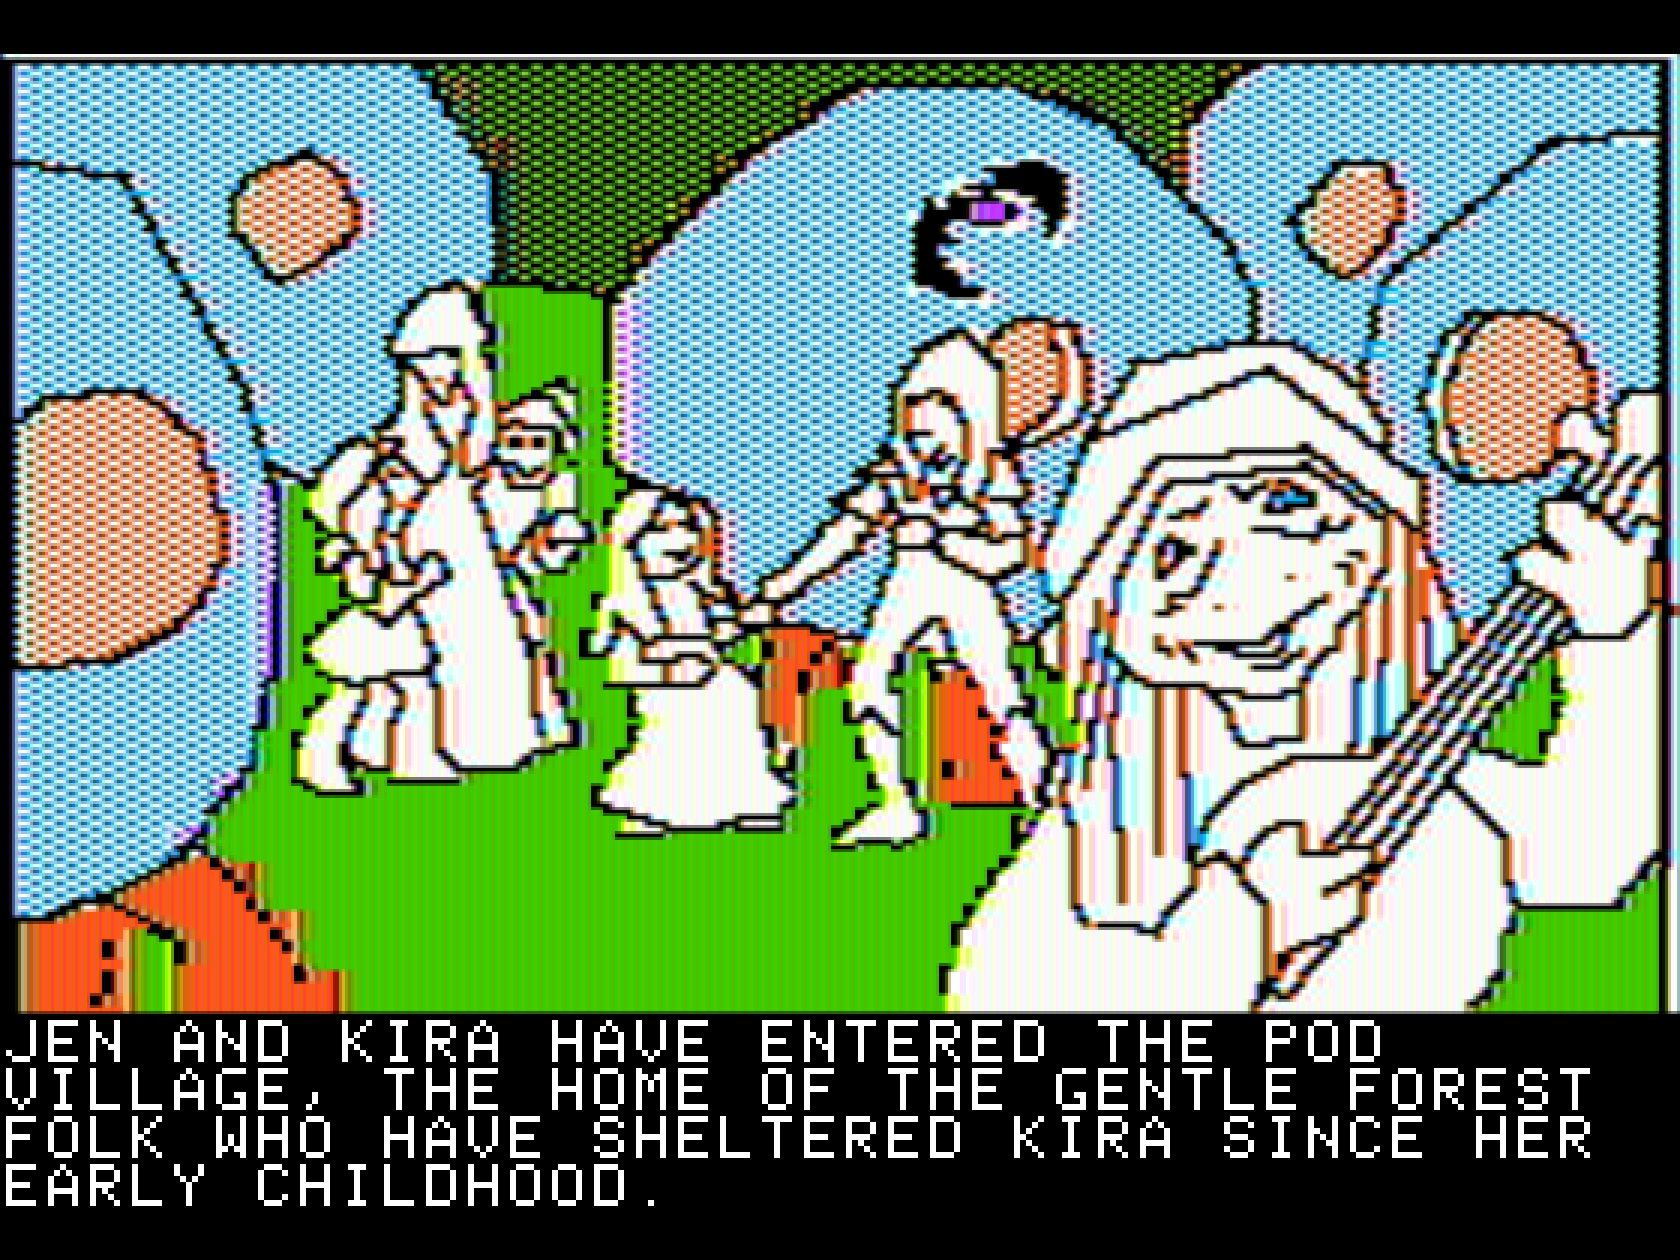 JEN AND KIRA HAVE ENTERED THE POD
VILLAGE, THE HOME OF THE GENTLE FOREST
FOLK WHO HAVE SHELTERED KIRA SINCE HER
EARLY CHILDHOOD.